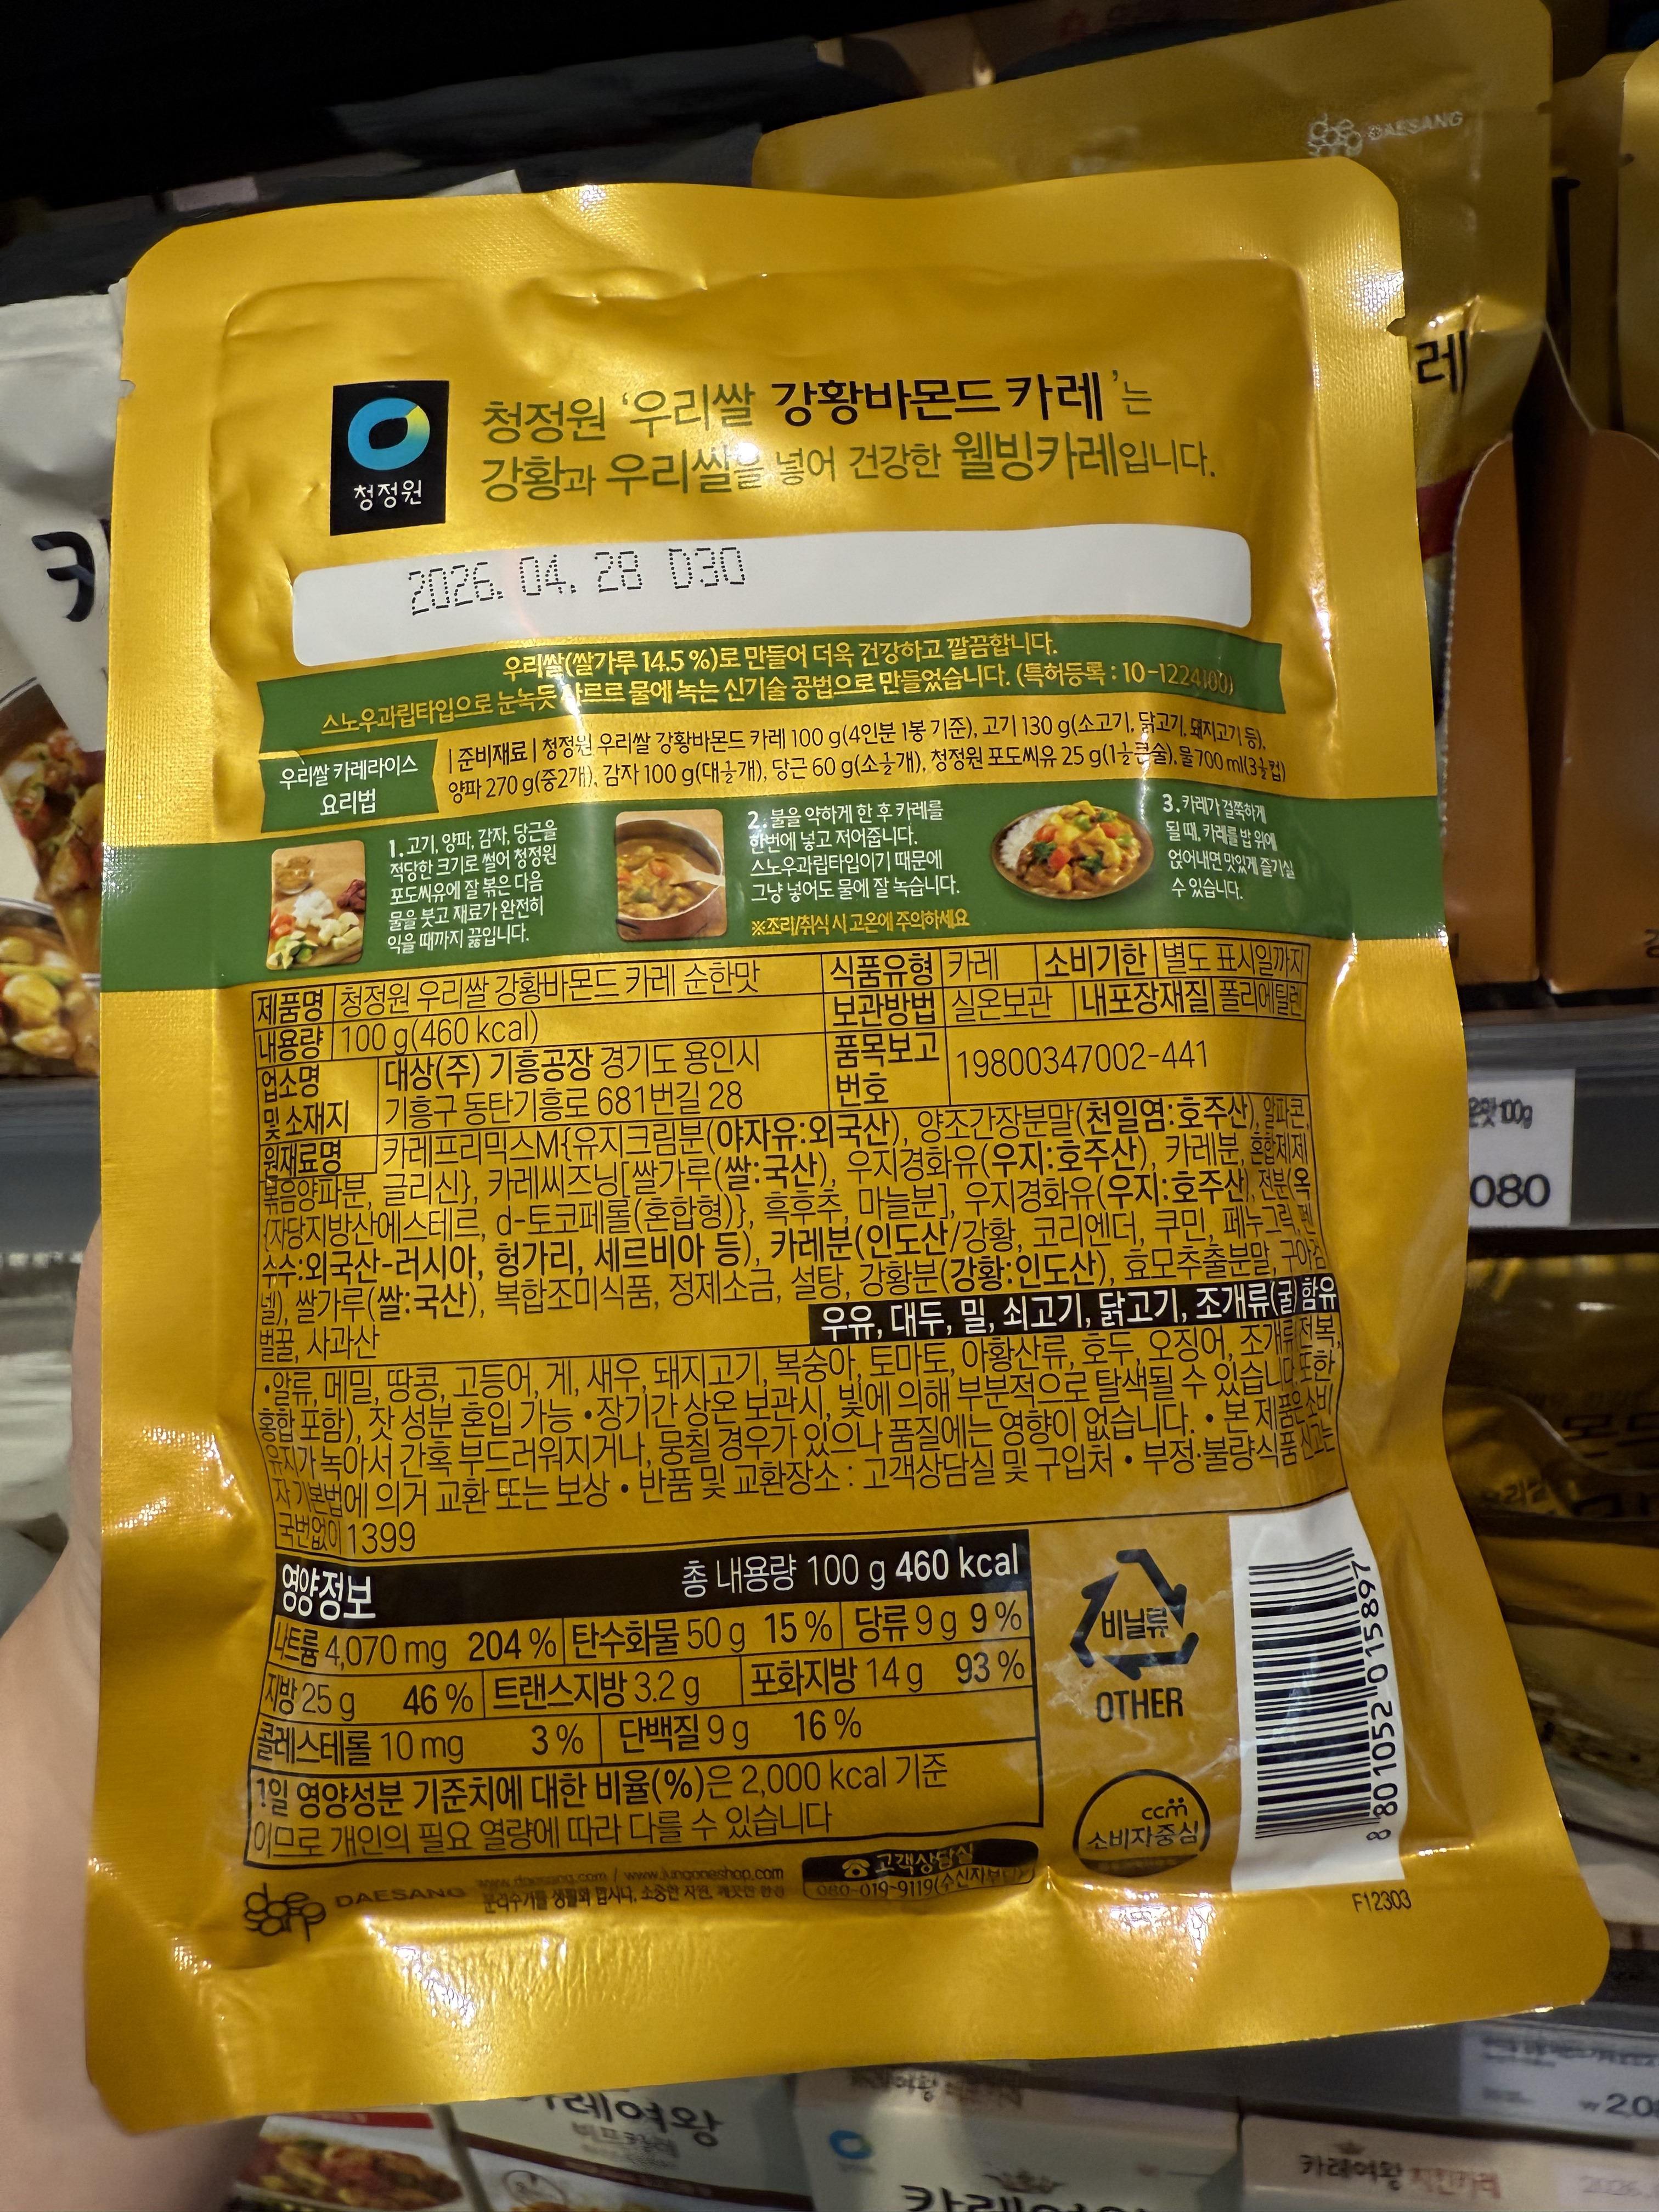 DAESANG
레
청정원
청정원 '우리쌀 강황바몬드 카레'는
강황과 우리쌀을 넣어 건강한 웰빙카레입니다.
2026. 04. 28 D30
우리쌀(쌀가루 14.5 %)로 만들어 더욱 건강하고 깔끔합니다.
스노우과립타입으로 눈녹듯 사르르 물에 녹는 신기술 공법으로 만들었습니다. (특허등록 : 10-1224100)
우리쌀 카레라이스
요리법
| 준비재료 | 청정원 우리쌀 강황바몬드 카레 100 g(4인분 1봉 기준), 고기 130 g(소고기, 닭고기, 돼지고기 등),
양파 270 g(중2개), 감자 100 g(대½개), 당근 60 g(소½개), 청정원 포도씨유 25 g(1½큰술), 물 700 ml(3½컵)
1. 고기, 양파, 감자, 당근을
적당한 크기로 썰어 청정원
포도씨유에 잘 볶은 다음
물을 붓고 재료가 완전히
익을 때까지 끓입니다.
2. 불을 약하게 한 후 카레를
한번에 넣고 저어줍니다.
스노우과립타입이기 때문에
그냥 넣어도 물에 잘 녹습니다.
※조리/취식 시 고온에 주의하세요
3. 카레가 걸쭉하게
될 때, 카레를 밥 위에
얹어내면 맛있게 즐기실
수 있습니다.
제품명 청정원 우리쌀 강황바몬드 카레 순한맛 식품유형 카레 소비기한 별도 표시일까지
내용량 100 g(460 kcal) 보관방법 실온보관 내포장재질 폴리에틸렌
업소명 및 소재지 대상(주) 기흥공장 경기도 용인시
기흥구 동탄기흥로 681번길 28
품목보고
번호 19800347002-441
원재료명 카레프리믹스M{유지크림분(야자유:외국산), 양조간장분말(천일염:호주산), 알파콘,
볶음양파분, 글리신}, 카레씨즈닝[쌀가루(쌀:국산), 우지경화유(우지:호주산), 카레분, 혼합제제
{자당지방산에스테르, d-토코페롤(혼합형)}, 흑후추, 마늘분], 우지경화유(우지:호주산), 전분(옥
수수:외국산-러시아, 헝가리, 세르비아 등), 카레분(인도산/강황, 코리엔더, 쿠민, 페누그릭, 펜
넬), 쌀가루(쌀:국산), 복합조미식품, 정제소금, 설탕, 강황분(강황:인도산), 효모추출분말, 구아검,
벌꿀, 사과산
우유, 대두, 밀, 쇠고기, 닭고기, 조개류(굴) 함유
•알류, 메밀, 땅콩, 고등어, 게, 새우, 돼지고기, 복숭아, 토마토, 아황산류, 호두, 오징어, 조개류(전복,
홍합 포함), 잣 성분 혼입 가능 •장기간 상온 보관시, 빛에 의해 부분적으로 탈색될 수 있습니다. 또한
유지가 녹아서 간혹 부드러워지거나, 뭉칠 경우가 있으나 품질에는 영향이 없습니다. • 본 제품은 소비
자기본법에 의거 교환 또는 보상 • 반품 및 교환장소 : 고객상담실 및 구입처 • 부정·불량식품 신고는
국번없이 1399
영양정보 총 내용량 100 g 460 kcal
나트륨 4,070 mg 204 % 탄수화물 50 g 15 % 당류 9 g 9 %
지방 25 g 46 % 트랜스지방 3.2 g 포화지방 14 g 93 %
콜레스테롤 10 mg 3 % 단백질 9 g 16 %
1일 영양성분 기준치에 대한 비율(%)은 2,000 kcal 기준
이므로 개인의 필요 열량에 따라 다를 수 있습니다
비닐류
OTHER
ccm
소비자중심
8 801052 015897
DAESANG
www.daesang.com / www.jungoneshop.com
분리수거를 생활화 합시다, 소중한 자원, 깨끗한 환경
고객상담실
080-019-9119(수신자부담)
F12303
080
카레여왕
카레여왕 치킨카레
카레여왕